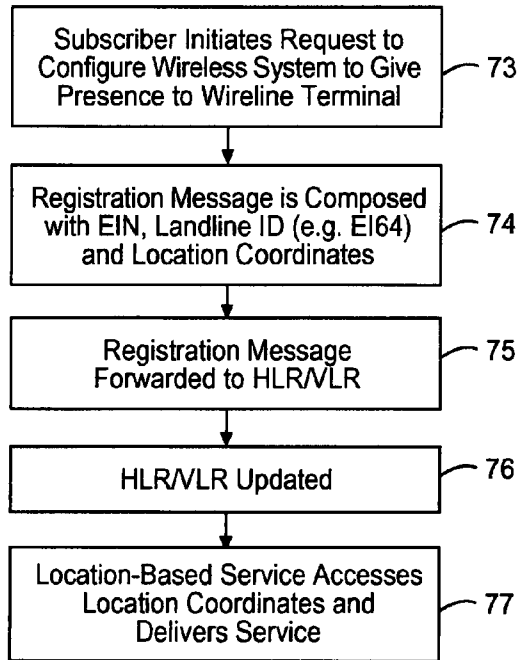 Subscriber Initiates Request to
Configure Wireless System to Give
Presence to Wireline Terminal
73
Registration Message is Composed
with EIN, Landline ID (e.g. EI64)
and Location Coordinates
74
Registration Message
Forwarded to HLR/VLR
75
HLR/VLR Updated
76
Location-Based Service Accesses
Location Coordinates and
Delivers Service
77